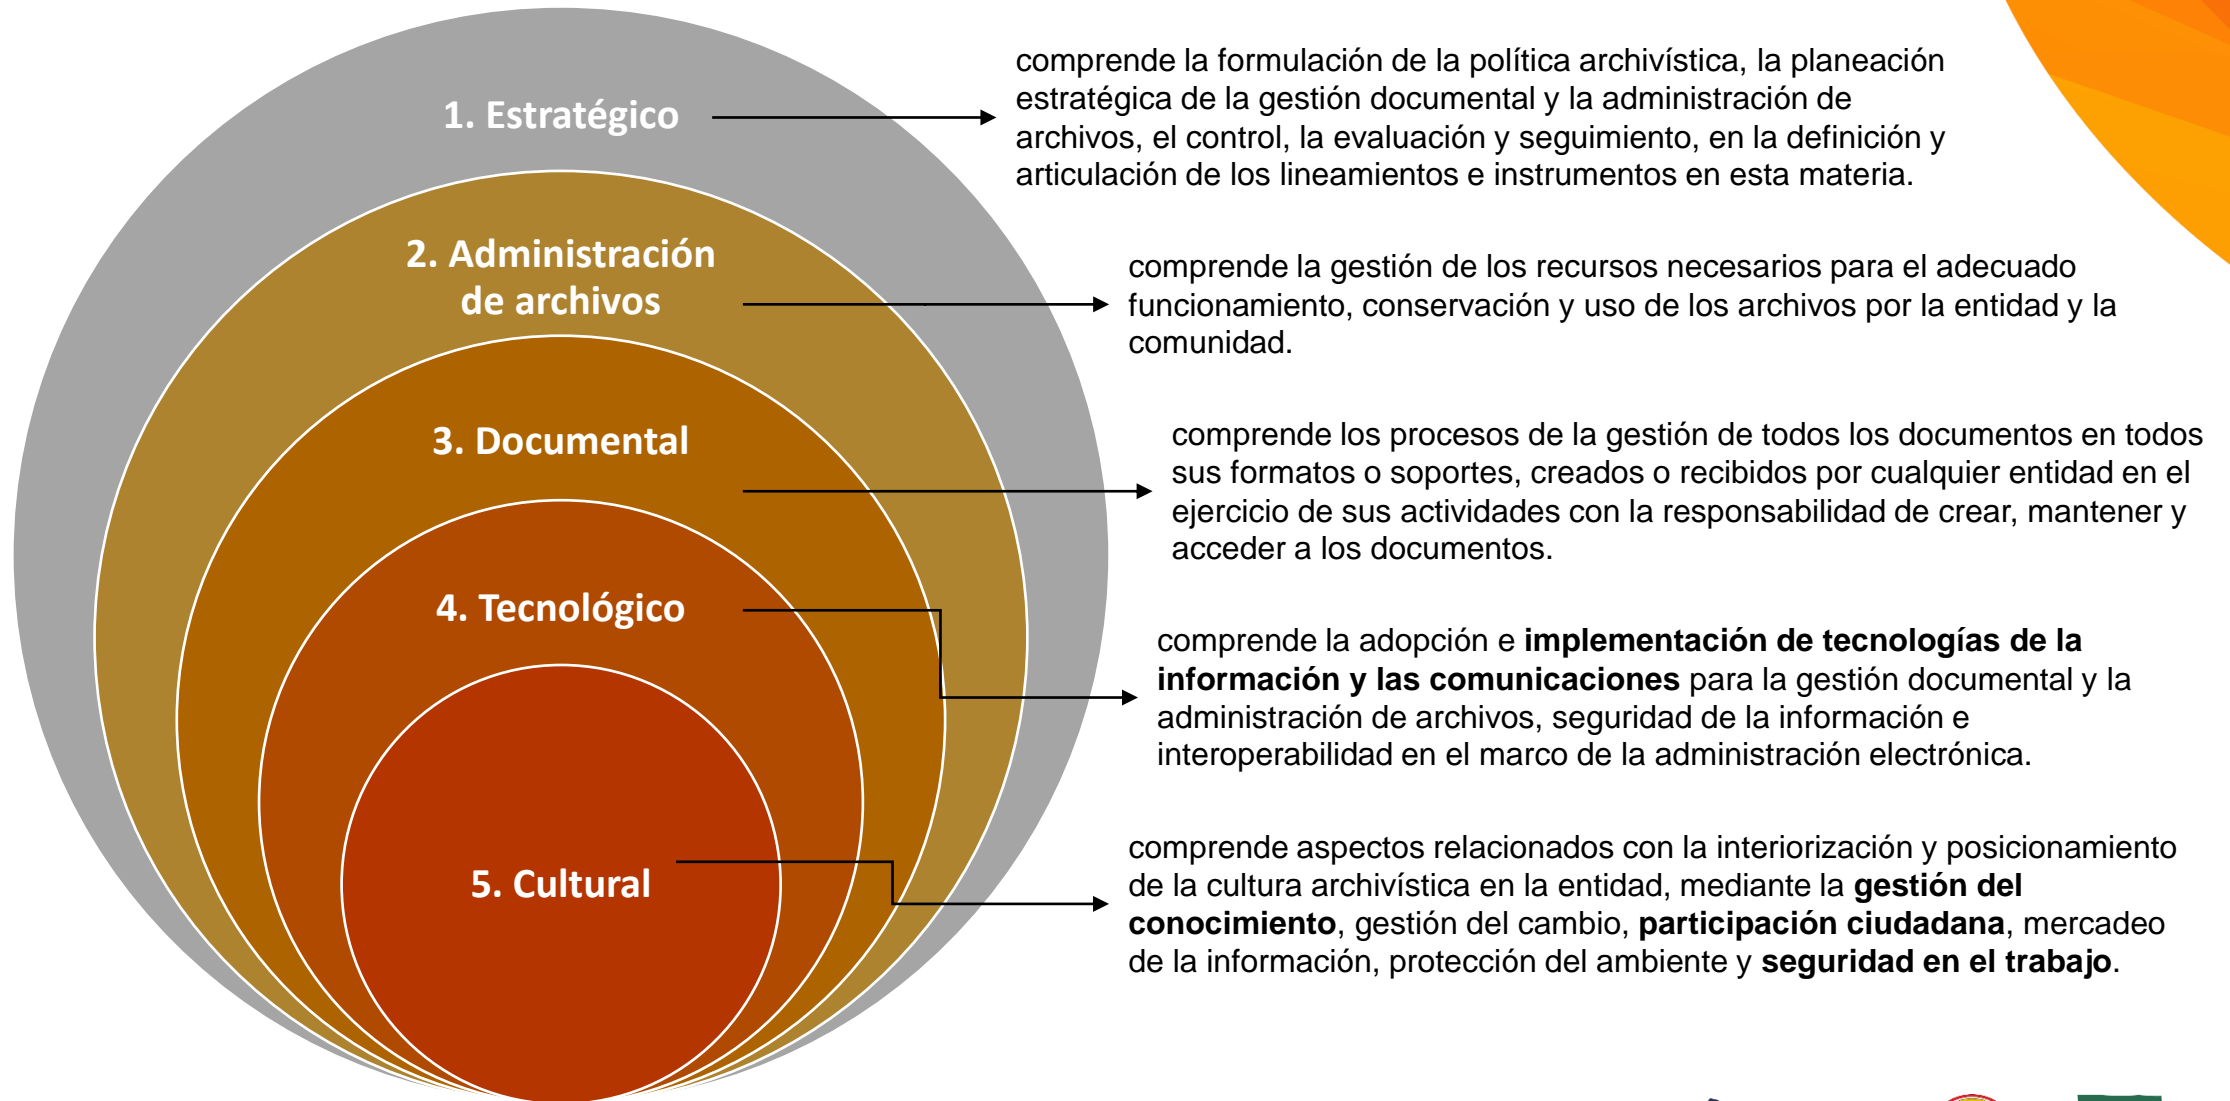 1. Estratégico
comprende la formulación de la política archivística, la planeación
estratégica de la gestión documental y la administración de
archivos, el control, la evaluación y seguimiento, en la definición y
articulación de los lineamientos e instrumentos en esta materia.
2. Administración
de archivos
comprende la gestión de los recursos necesarios para el adecuado
funcionamiento, conservación y uso de los archivos por la entidad y la
comunidad.
3. Documental
comprende los procesos de la gestión de todos los documentos en todos
sus formatos o soportes, creados o recibidos por cualquier entidad en el
ejercicio de sus actividades con la responsabilidad de crear, mantener y
acceder a los documentos.
4. Tecnológico
comprende la adopción e implementación de tecnologías de la
información y las comunicaciones para la gestión documental y la
administración de archivos, seguridad de la información e
interoperabilidad en el marco de la administración electrónica.
5. Cultural
comprende aspectos relacionados con la interiorización y posicionamiento
de la cultura archivística en la entidad, mediante la gestión del
conocimiento, gestión del cambio, participación ciudadana, mercadeo
de la información, protección del ambiente y seguridad en el trabajo.